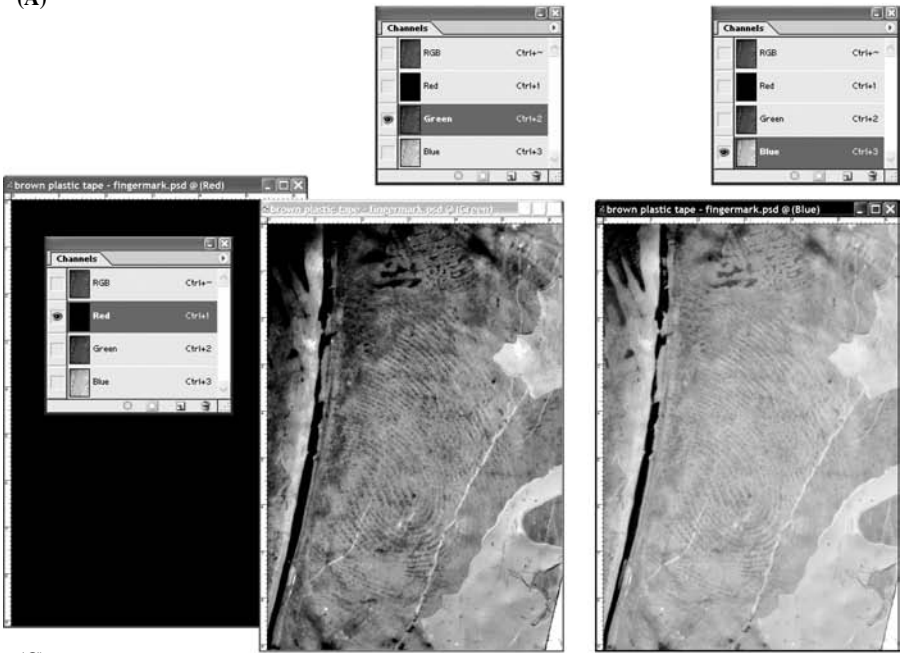 (A)
Channels
RGB Ctrl+~
Red Ctrl+1
Green Ctrl+2
Blue Ctrl+3
Channels
RGB Ctrl+~
Red Ctrl+1
Green Ctrl+2
Blue Ctrl+3
brown plastic tape - fingermark.psd @ (Red)
Channels
RGB Ctrl+~
Red Ctrl+1
Green Ctrl+2
Blue Ctrl+3
brown plastic tape - fingermark.psd @ (Green)
brown plastic tape - fingermark.psd @ (Blue)